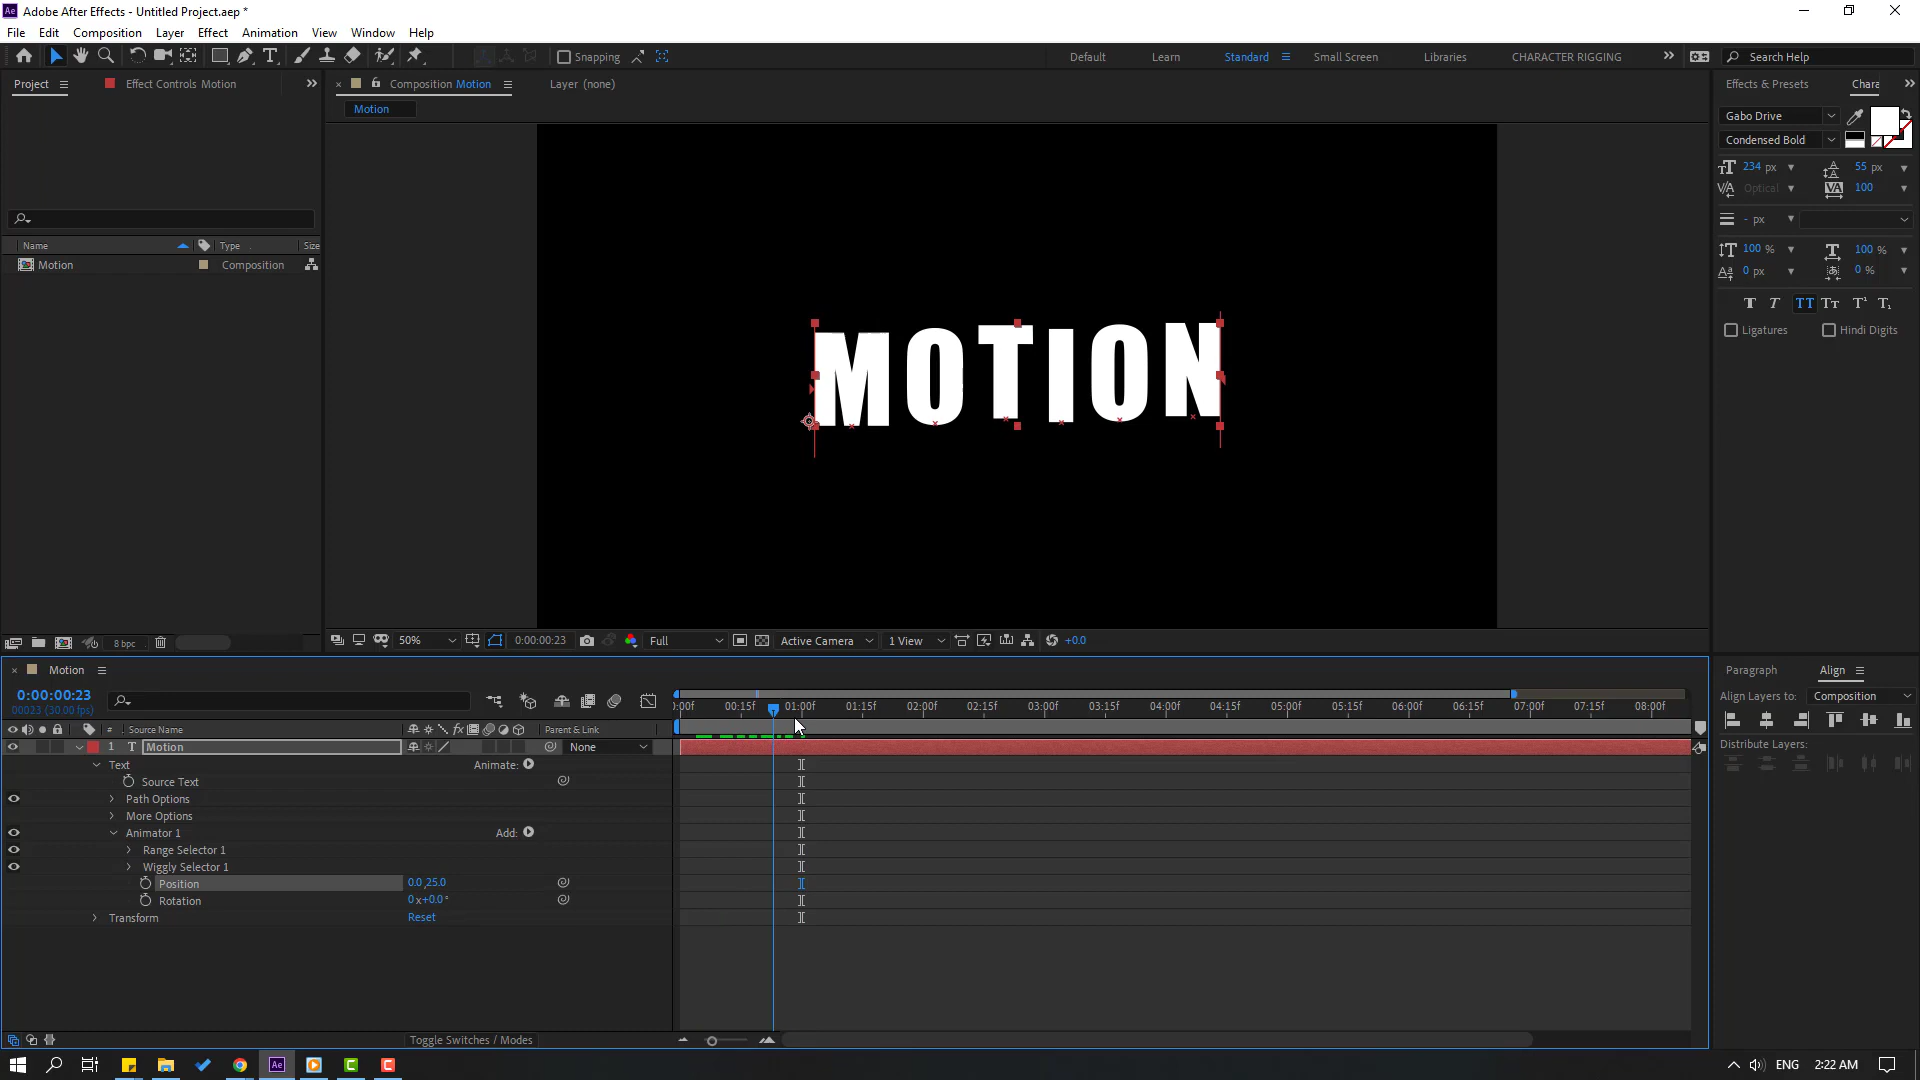 Adobe After Effects - Untitled Project.aep *
File Edit Composition Layer Effect Animation View Window Help
Snapping
Default Learn Standard Small Screen Libraries CHARACTER RIGGING Search Help
Project Effect Controls Motion
Composition Motion Layer (none)
Effects & Presets Chara
Motion
Gabo Drive
Condensed Bold
234 px 55 px
Optical 100
- px
100 % 100 %
0 px 0 %
Ligatures Hindi Digits
Name Type Size
Motion Composition
MOTION
8 bpc
50% 0:00:00:23 Full Active Camera 1 View +0.0
Motion
0:00:00:23
00023 (30.00 fps)
:00f 00:15f 01:00f 01:15f 02:00f 02:15f 03:00f 03:15f 04:00f 04:15f 05:00f 05:15f 06:00f 06:15f 07:00f 07:15f 08:00f
# Source Name Parent & Link
1 T Motion None
Text Animate:
Source Text
Path Options
More Options
Animator 1 Add:
Range Selector 1
Wiggly Selector 1
Position 0.0,25.0
Rotation 0x+0.0°
Transform Reset
Toggle Switches / Modes
Paragraph Align
Align Layers to: Composition
Distribute Layers:
ENG 2:22 AM